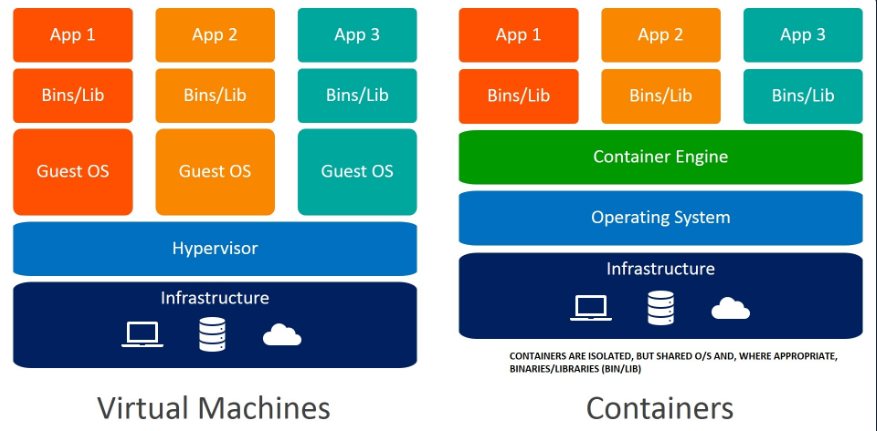 App 1
App 2
App 3
Bins/Lib
Bins/Lib
Bins/Lib
Guest OS
Guest OS
Guest OS
Hypervisor
Infrastructure
Virtual Machines
App 1
App 2
App 3
Bins/Lib
Bins/Lib
Bins/Lib
Container Engine
Operating System
Infrastructure
CONTAINERS ARE ISOLATED, BUT SHARED O/S AND, WHERE APPROPRIATE,
BINARIES/LIBRARIES (BIN/LIB)
Containers